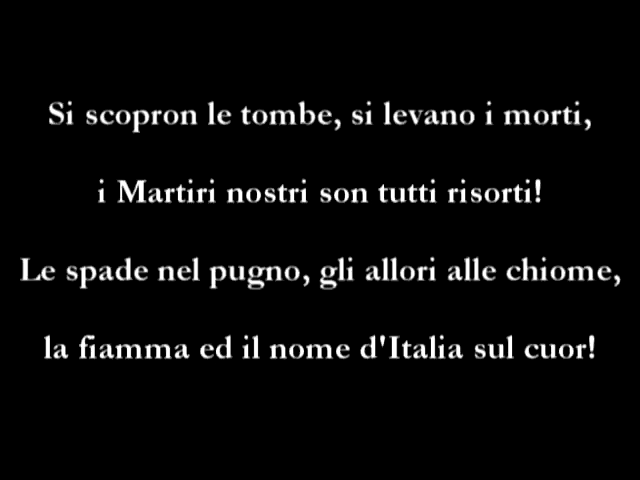 Si scopron le tombe, si levano i morti,
i Martiri nostri son tutti risorti!
Le spade nel pugno, gli allori alle chiome,
la fiamma ed il nome d'Italia sul cuor!